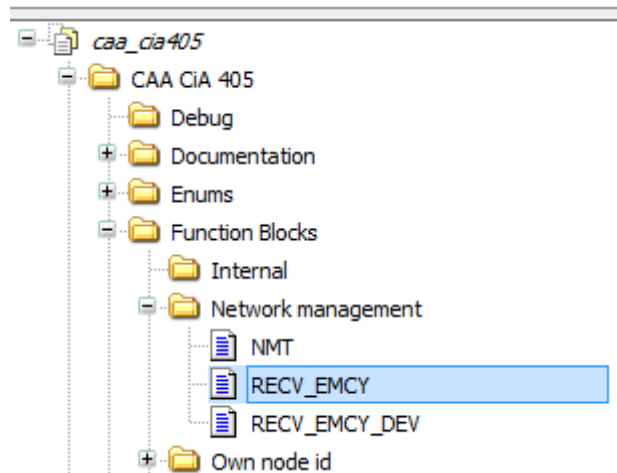 caa_cia405
CAA CiA 405
Debug
Documentation
Enums
Function Blocks
Internal
Network management
NMT
RECV_EMCY
RECV_EMCY_DEV
Own node id